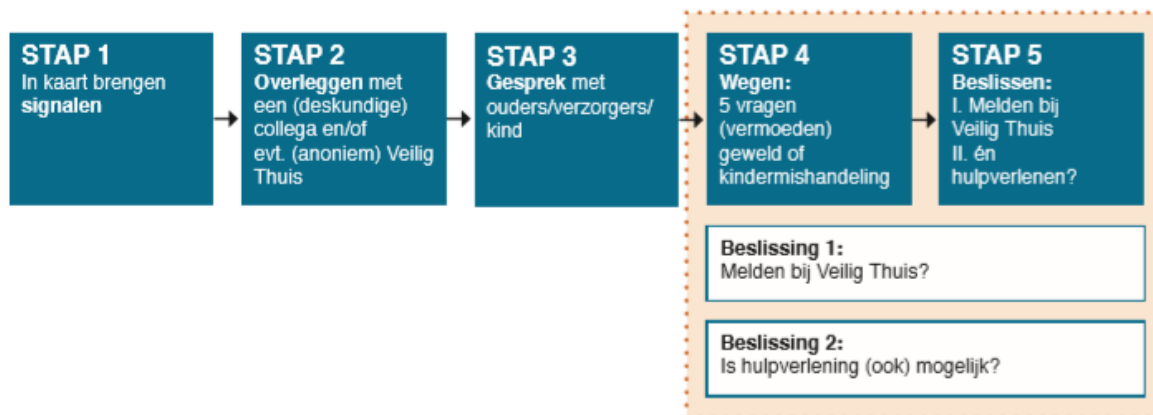 STAP 1
In kaart brengen
signalen
STAP 2
Overleggen met
een (deskundige)
collega en/of
evt. (anoniem) Veilig
Thuis
STAP 3
Gesprek met
ouders/verzorgers/
kind
STAP 4
Wegen:
5 vragen
(vermoeden)
geweld of
kindermishandeling
STAP 5
Beslissen:
I. Melden bij
Veilig Thuis
II. én
hulpverlenen?
Beslissing 1:
Melden bij Veilig Thuis?
Beslissing 2:
Is hulpverlening (ook) mogelijk?